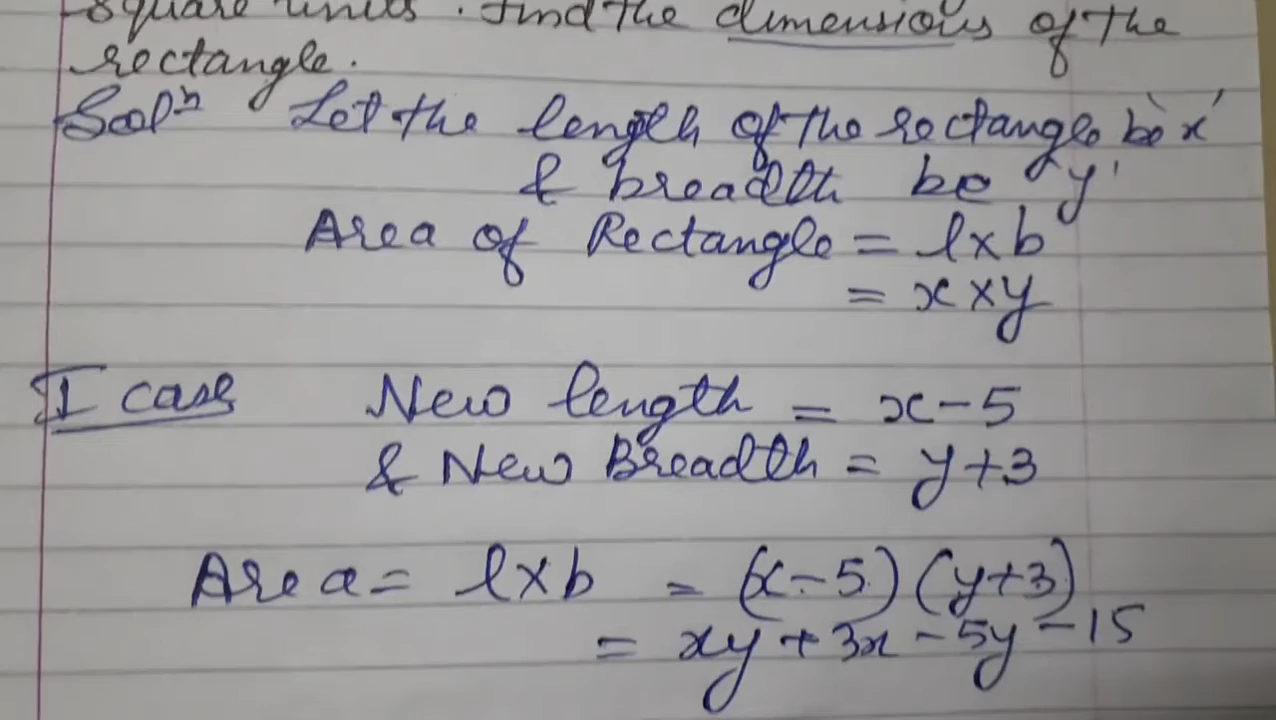 square units. Find the dimensions of the
rectangle.
Soln Let the length of the rectangle be 'x'
& breadth be 'y'
Area of Rectangle = l×b
= x×y
I case New length = x-5
& New Breadth = y+3
Area = l×b = (x-5)(y+3)
= xy+3x-5y-15